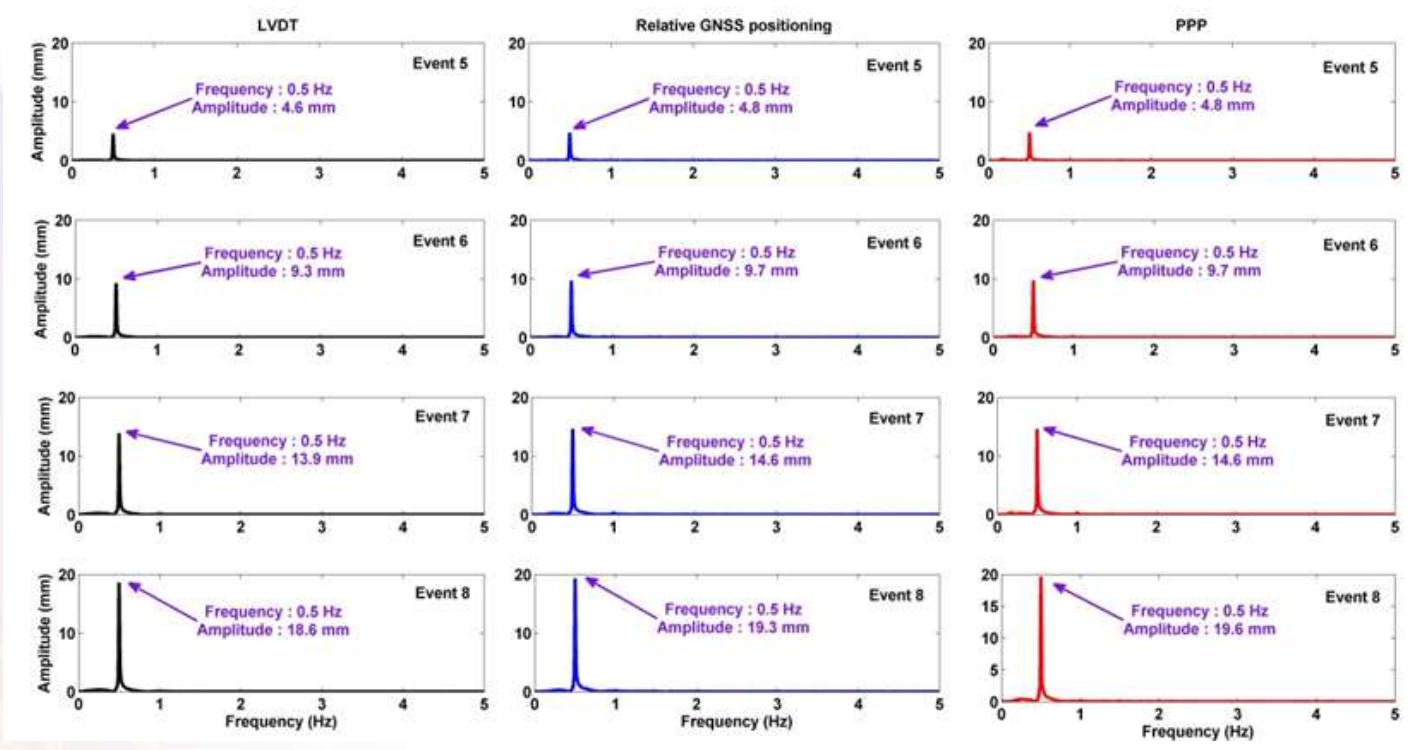 LVDT
Relative GNSS positioning
PPP
Amplitude (mm)
20
10
0
0 1 2 3 4 5
Event 5
Frequency : 0.5 Hz
Amplitude : 4.6 mm
20
10
0
0 1 2 3 4 5
Event 5
Frequency : 0.5 Hz
Amplitude : 4.8 mm
20
10
0
0 1 2 3 4 5
Event 5
Frequency : 0.5 Hz
Amplitude : 4.8 mm
Amplitude (mm)
20
10
0
0 1 2 3 4 5
Event 6
Frequency : 0.5 Hz
Amplitude : 9.3 mm
20
10
0
0 1 2 3 4 5
Event 6
Frequency : 0.5 Hz
Amplitude : 9.7 mm
20
10
0
0 1 2 3 4 5
Event 6
Frequency : 0.5 Hz
Amplitude : 9.7 mm
Amplitude (mm)
20
10
0
0 1 2 3 4 5
Event 7
Frequency : 0.5 Hz
Amplitude : 13.9 mm
20
10
0
0 1 2 3 4 5
Event 7
Frequency : 0.5 Hz
Amplitude : 14.6 mm
20
10
0
0 1 2 3 4 5
Event 7
Frequency : 0.5 Hz
Amplitude : 14.6 mm
Amplitude (mm)
20
10
0
0 1 2 3 4 5
Event 8
Frequency : 0.5 Hz
Amplitude : 18.6 mm
Frequency (Hz)
20
10
0
0 1 2 3 4 5
Event 8
Frequency : 0.5 Hz
Amplitude : 19.3 mm
Frequency (Hz)
20
15
10
5
0
0 1 2 3 4 5
Event 8
Frequency : 0.5 Hz
Amplitude : 19.6 mm
Frequency (Hz)